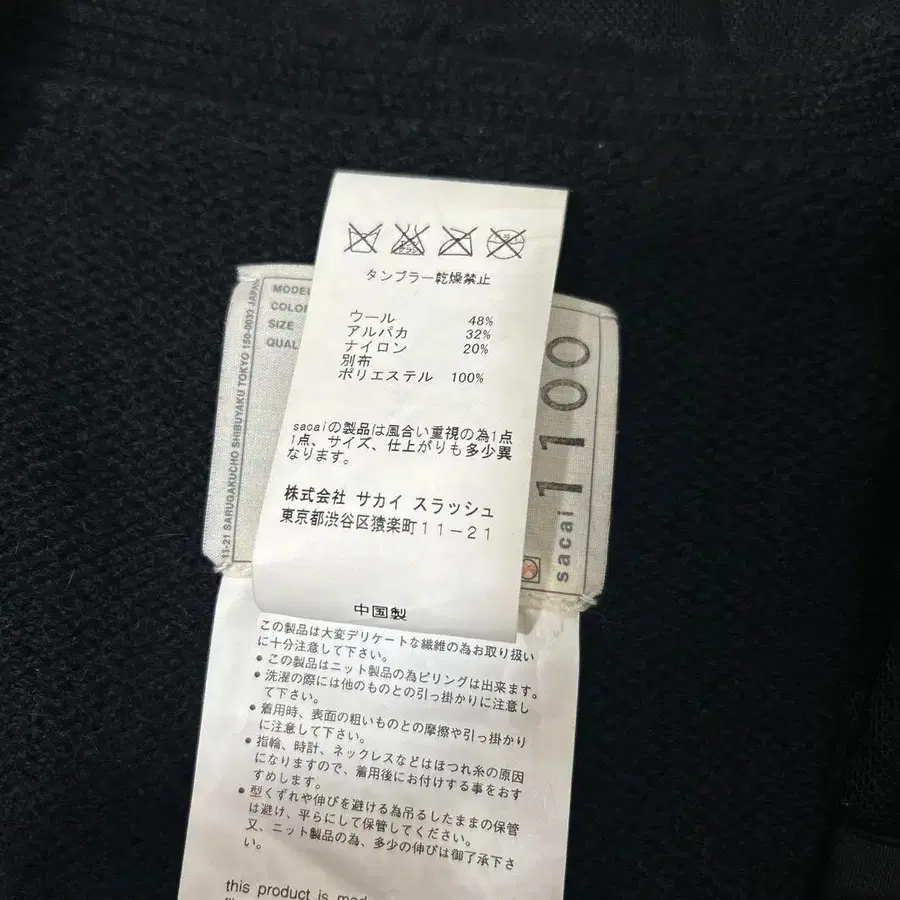 タンブラー乾燥禁止
ウール 48%
アルパカ 32%
ナイロン 20%
別布
ポリエステル 100%
sacaiの製品は風合い重視の為1点
1点、サイズ、仕上がりも多少異
なります。
株式会社 サカイ スラッシュ
東京都渋谷区猿楽町11-21
中国製
MODEL
COLOR
SIZE
QUAL
11-21 SARUGAKUCHO SHIBUYAKU TOKYO 150-0033 JAPAN
sacai 1100
この製品は大変デリケートな繊維の為お取り扱い
に十分注意して下さい。
● この製品はニット製品の為ピリングは出来ます。
● 洗濯の際には他のものとの引っ掛かりに注意し
て下さい。
● 着用時、表面の粗いものとの摩擦や引っ掛かり
に注意して下さい。
● 指輪、時計、ネックレスなどはほつれ糸の原因
になりますので、着用後にお付けする事をおす
すめします。
● 型くずれや伸びを避ける為吊るしたままの保管
は避け、平らにして保管してください。
又、ニット製品の為、多少の伸びは御了承下さ
い。
this product is mad